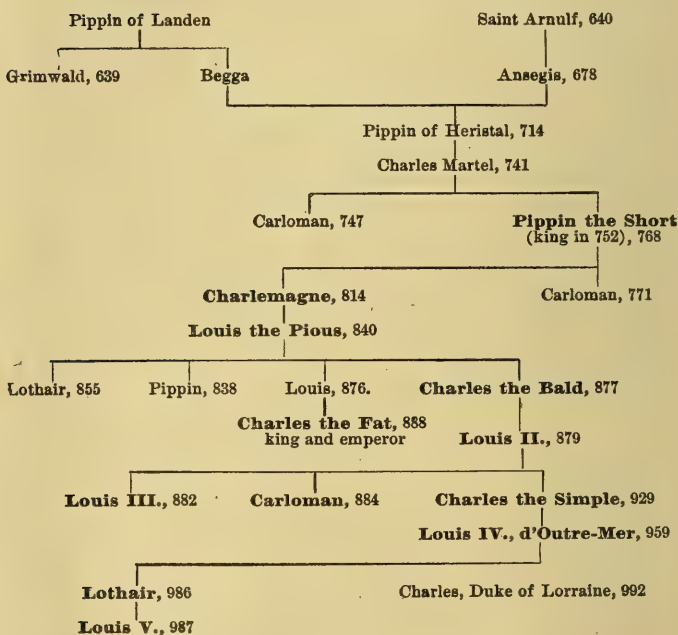 Pippin of Landen Saint Arnulf, 640
Grimwald, 639 Begga Ansegis, 678
Pippin of Heristal, 714
Charles Martel, 741
Carloman, 747 Pippin the Short
(king in 752), 768
Charlemagne, 814 Carloman, 771
Louis the Pious, 840
Lothair, 855 Pippin, 838 Louis, 876. Charles the Bald, 877
Charles the Fat, 888
king and emperor
Louis II., 879
Louis III., 882 Carloman, 884 Charles the Simple, 929
Louis IV., d'Outre-Mer, 959
Lothair, 986 Charles, Duke of Lorraine, 992
Louis V., 987